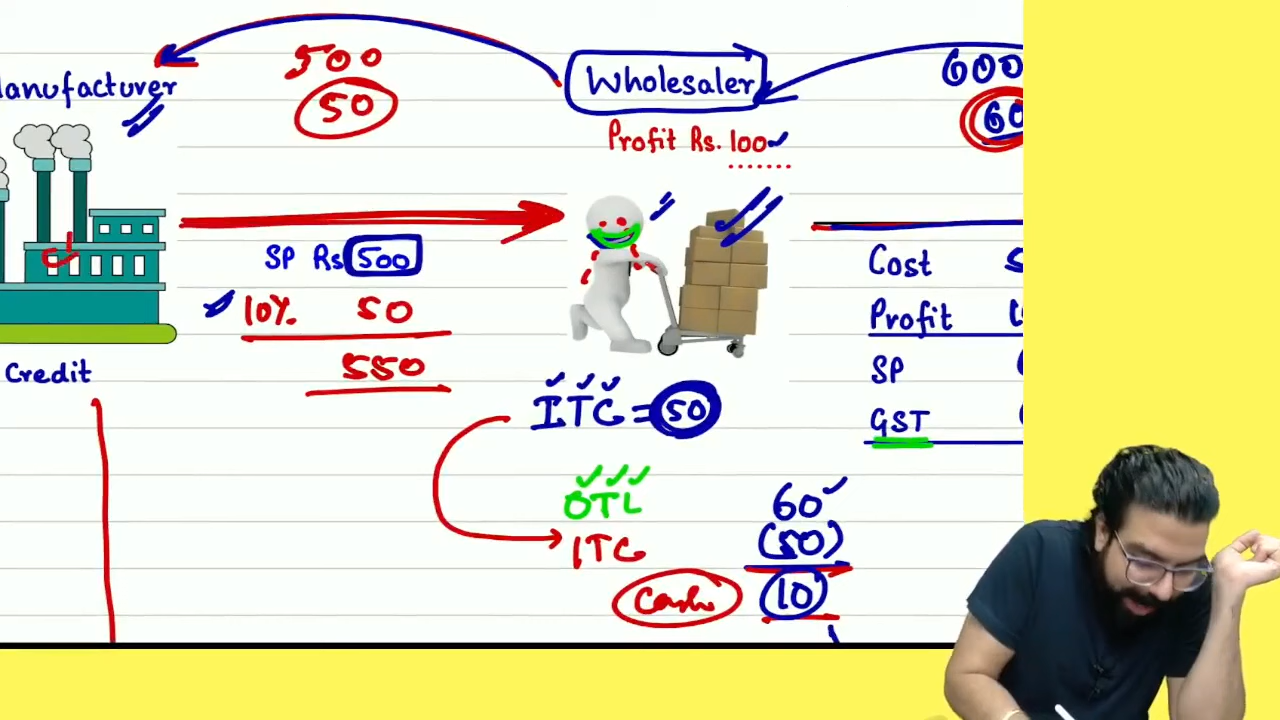 500
50
Wholesaler
600
60
anufacturer
Profit Rs. 100
SP Rs 500
10%. 50
550
Credit
ITC = 50
OTL 60
ITC (50)
Cash 10
Cost
Profit
SP
GST